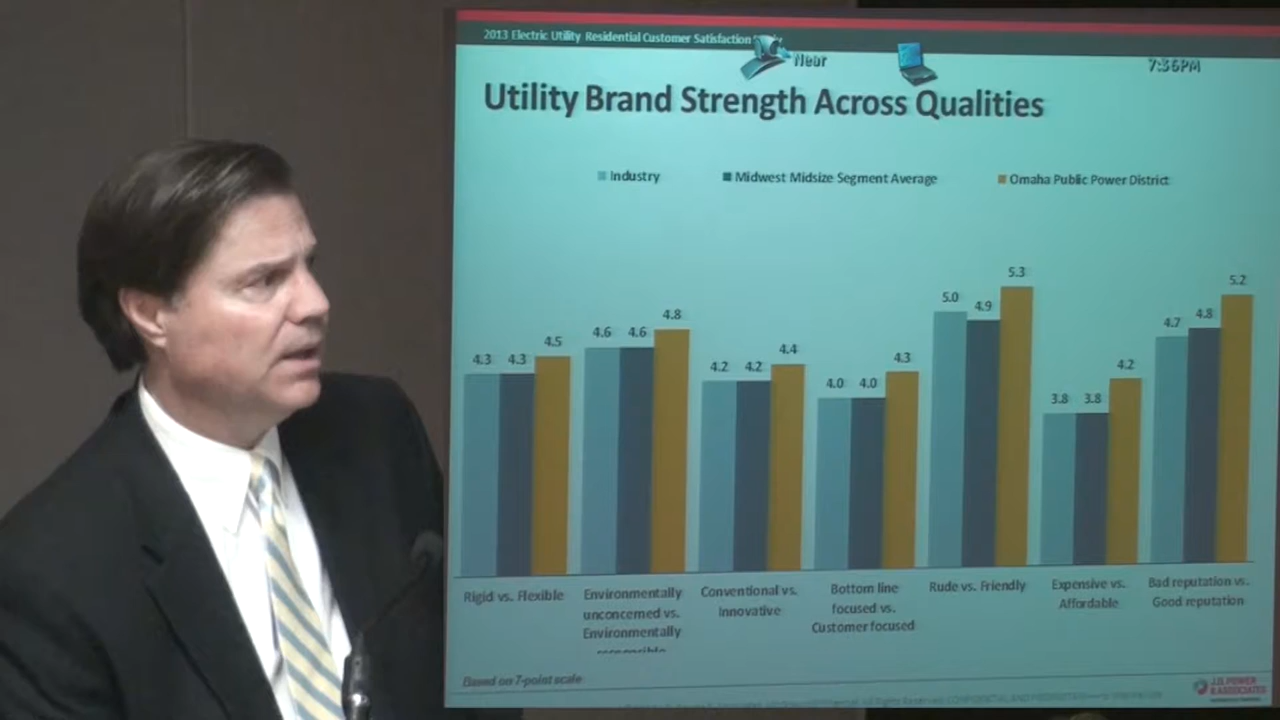 2013 Electric Utility Residential Customer Satisfaction
Near
7:36PM
Utility Brand Strength Across Qualities
Industry
Midwest Midsize Segment Average
Omaha Public Power District
4.3 4.3 4.5
4.6 4.6 4.8
4.2 4.2 4.4
4.0 4.0 4.3
5.0 4.9 5.3
3.8 3.8 4.2
4.7 4.8 5.2
Rigid vs. Flexible
Environmentally
unconcerned vs.
Environmentally
Conventional vs.
Innovative
Bottom line
focused vs.
Customer focused
Rude vs. Friendly
Expensive vs.
Affordable
Bad reputation vs.
Good reputation
Based on 7-point scale
J.D. POWER
& ASSOCIATES